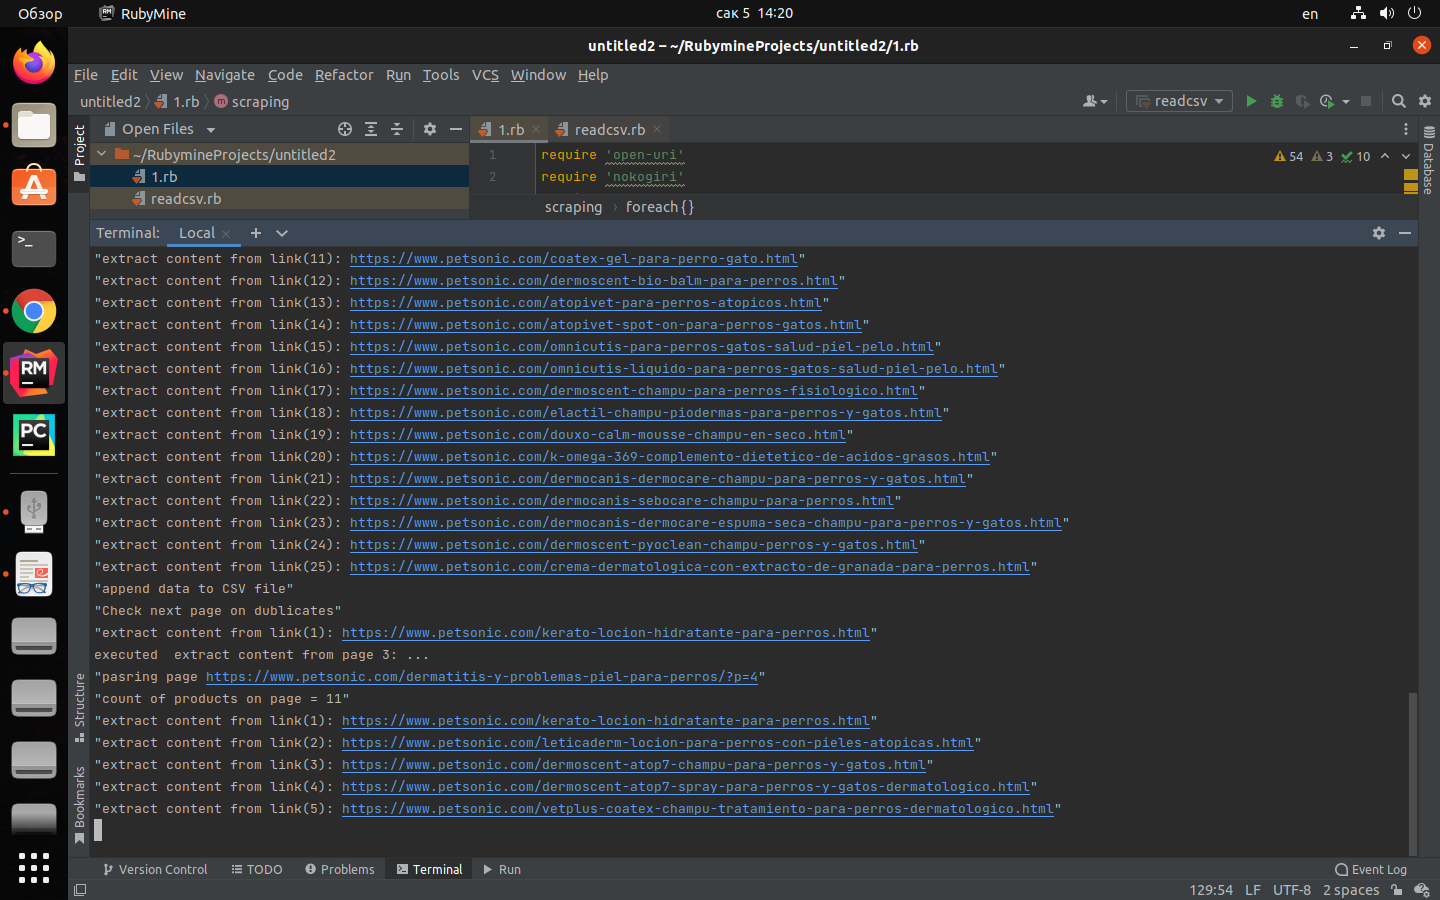 Обзор
RubyMine
сак 5 14:20
en
untitled2 – ~/RubymineProjects/untitled2/1.rb
File Edit View Navigate Code Refactor Run Tools VCS Window Help
untitled2 1.rb m scraping
readcsv
Project
Open Files
1.rb
readcsv.rb
~/RubymineProjects/untitled2
1.rb
readcsv.rb
1 require 'open-uri'
2 require 'nokogiri'
54 3 10
scraping foreach{}
Database
Terminal: Local
"extract content from link(11): https://www.petsonic.com/coatex-gel-para-perro-gato.html"
"extract content from link(12): https://www.petsonic.com/dermoscent-bio-balm-para-perros.html"
"extract content from link(13): https://www.petsonic.com/atopivet-para-perros-atopicos.html"
"extract content from link(14): https://www.petsonic.com/atopivet-spot-on-para-perros-gatos.html"
"extract content from link(15): https://www.petsonic.com/omnicutis-para-perros-gatos-salud-piel-pelo.html"
"extract content from link(16): https://www.petsonic.com/omnicutis-liquido-para-perros-gatos-salud-piel-pelo.html"
"extract content from link(17): https://www.petsonic.com/dermoscent-champu-para-perros-fisiologico.html"
"extract content from link(18): https://www.petsonic.com/elactil-champu-piodermas-para-perros-y-gatos.html"
"extract content from link(19): https://www.petsonic.com/douxo-calm-mousse-champu-en-seco.html"
"extract content from link(20): https://www.petsonic.com/k-omega-369-complemento-dietetico-de-acidos-grasos.html"
"extract content from link(21): https://www.petsonic.com/dermocanis-dermocare-champu-para-perros-y-gatos.html"
"extract content from link(22): https://www.petsonic.com/dermocanis-sebocare-champu-para-perros.html"
"extract content from link(23): https://www.petsonic.com/dermocanis-dermocare-espuma-seca-champu-para-perros-y-gatos.html"
"extract content from link(24): https://www.petsonic.com/dermoscent-pyoclean-champu-perros-y-gatos.html"
"extract content from link(25): https://www.petsonic.com/crema-dermatologica-con-extracto-de-granada-para-perros.html"
"append data to CSV file"
"Check next page on dublicates"
"extract content from link(1): https://www.petsonic.com/kerato-locion-hidratante-para-perros.html"
executed  extract content from page 3: ...
"pasring page https://www.petsonic.com/dermatitis-y-problemas-piel-para-perros/?p=4"
"count of products on page = 11"
"extract content from link(1): https://www.petsonic.com/kerato-locion-hidratante-para-perros.html"
"extract content from link(2): https://www.petsonic.com/leticaderm-locion-para-perros-con-pieles-atopicas.html"
"extract content from link(3): https://www.petsonic.com/dermoscent-atop7-champu-para-perros-y-gatos.html"
"extract content from link(4): https://www.petsonic.com/dermoscent-atop7-spray-para-perros-y-gatos-dermatologico.html"
"extract content from link(5): https://www.petsonic.com/vetplus-coatex-champu-tratamiento-para-perros-dermatologico.html"
Structure
Bookmarks
Version Control TODO Problems Terminal Run Event Log
129:54 LF UTF-8 2 spaces
RM
PC